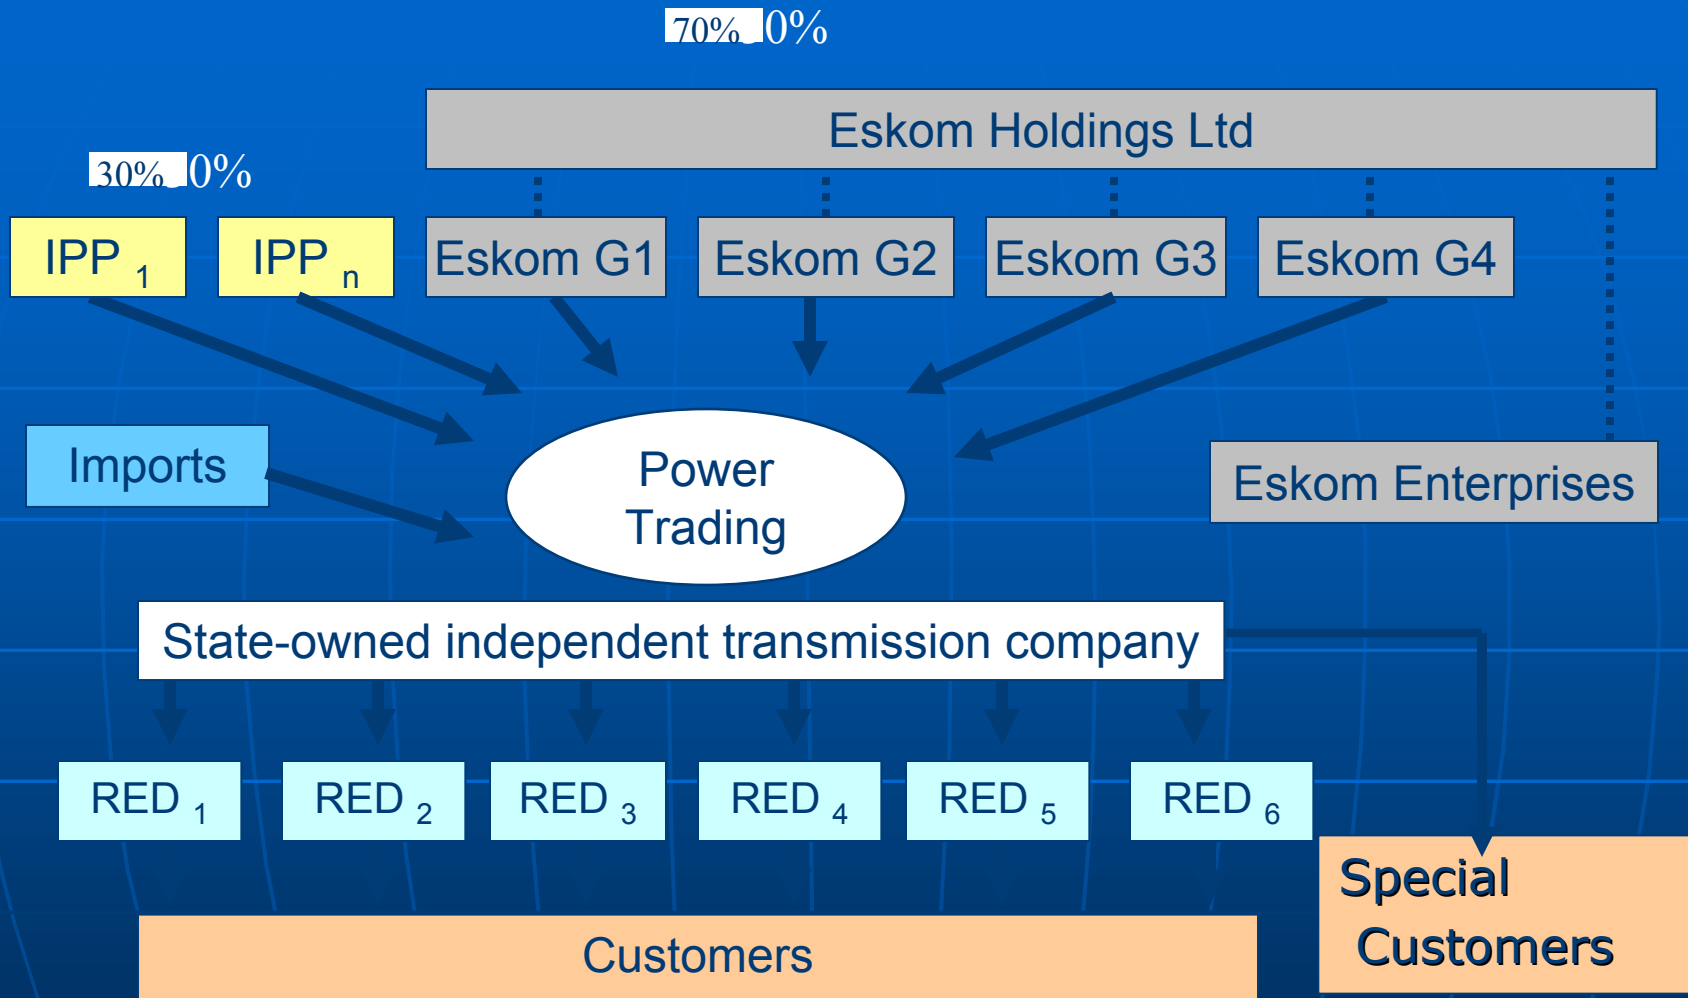 70% 0%
Eskom Holdings Ltd
30% 0%
IPP 1
IPP n
Eskom G1
Eskom G2
Eskom G3
Eskom G4
Imports
Power
Trading
Eskom Enterprises
State-owned independent transmission company
RED 1
RED 2
RED 3
RED 4
RED 5
RED 6
Special
Customers
Customers